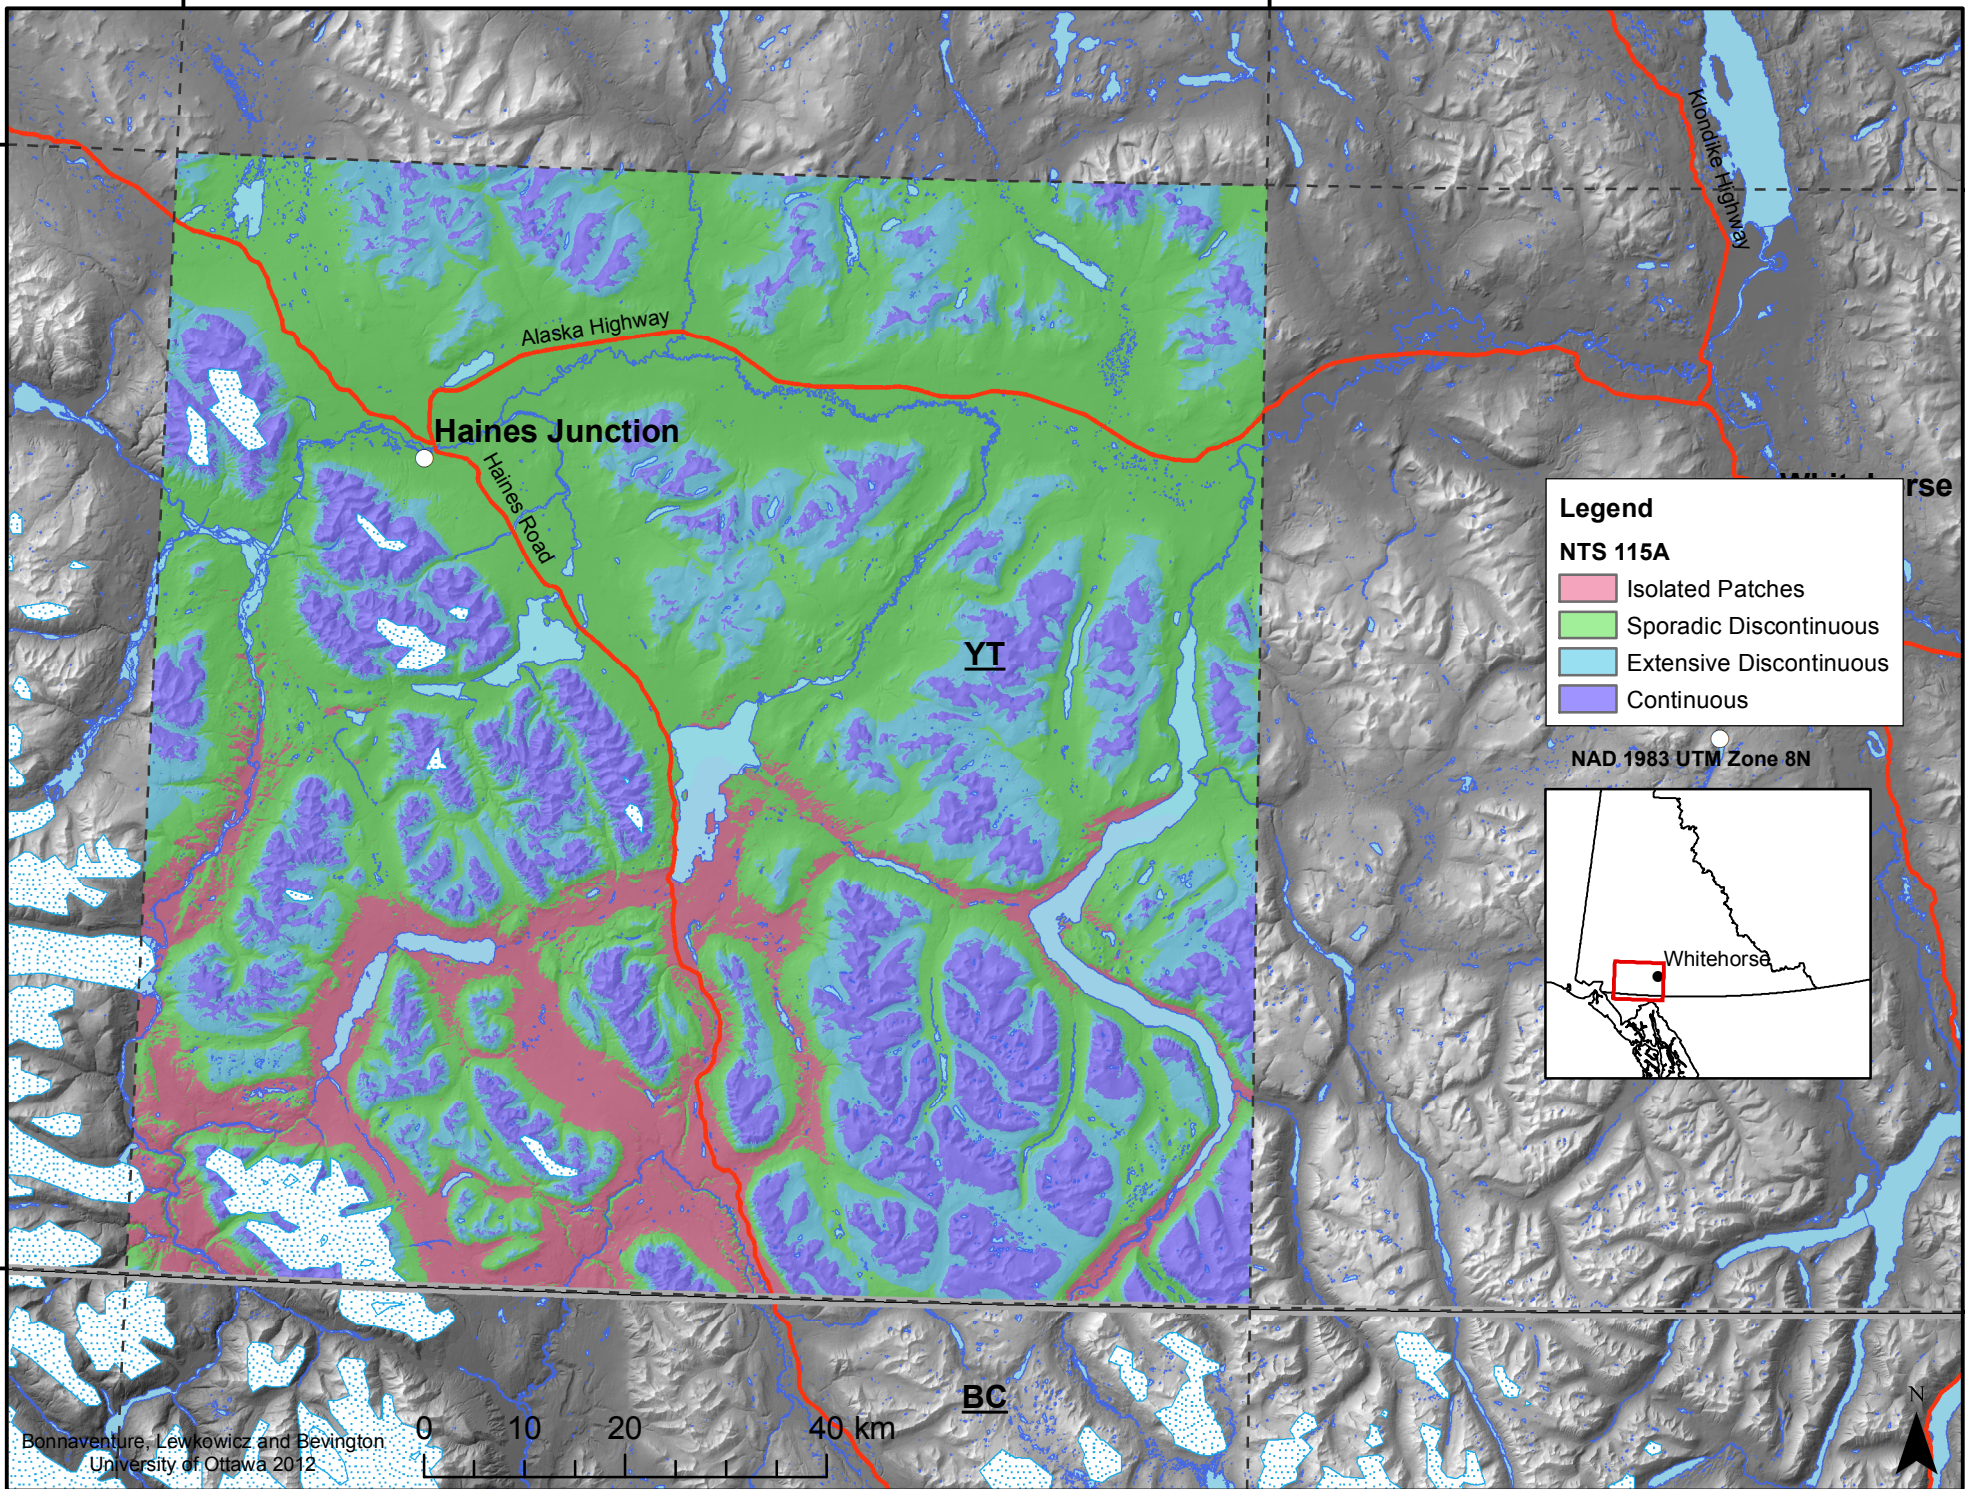 Klondike Highway
Alaska Highway
Haines Junction
Haines Road
Whitehorse
YT
Legend
NTS 115A
Isolated Patches
Sporadic Discontinuous
Extensive Discontinuous
Continuous
NAD 1983 UTM Zone 8N
Whitehorse
BC
N
0 10 20 40 km
Bonnaventure, Lewkowicz and Bevington
University of Ottawa 2012